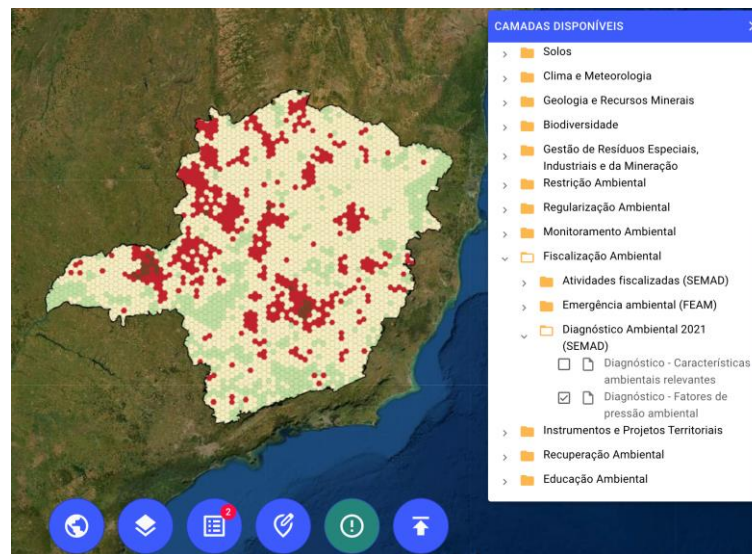 CAMADAS DISPONÍVEIS
Solos
Clima e Meteorologia
Geologia e Recursos Minerais
Biodiversidade
Gestão de Resíduos Especiais,
Industriais e da Mineração
Restrição Ambiental
Regularização Ambiental
Monitoramento Ambiental
Fiscalização Ambiental
Atividades fiscalizadas (SEMAD)
Emergência ambiental (FEAM)
Diagnóstico Ambiental 2021
(SEMAD)
Diagnóstico - Características
ambientais relevantes
Diagnóstico - Fatores de
pressão ambiental
Instrumentos e Projetos Territoriais
Recuperação Ambiental
Educação Ambiental
2